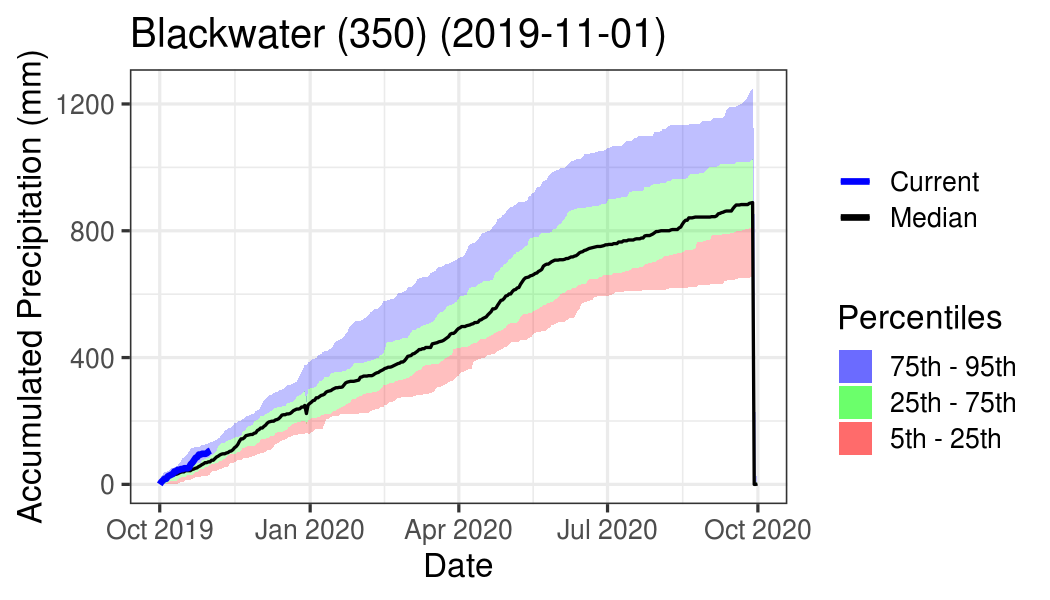 Blackwater (350) (2019-11-01)
Accumulated Precipitation (mm)
1200
800
400
0
Oct 2019
Jan 2020
Apr 2020
Jul 2020
Oct 2020
Date
Current
Median
Percentiles
75th - 95th
25th - 75th
5th - 25th